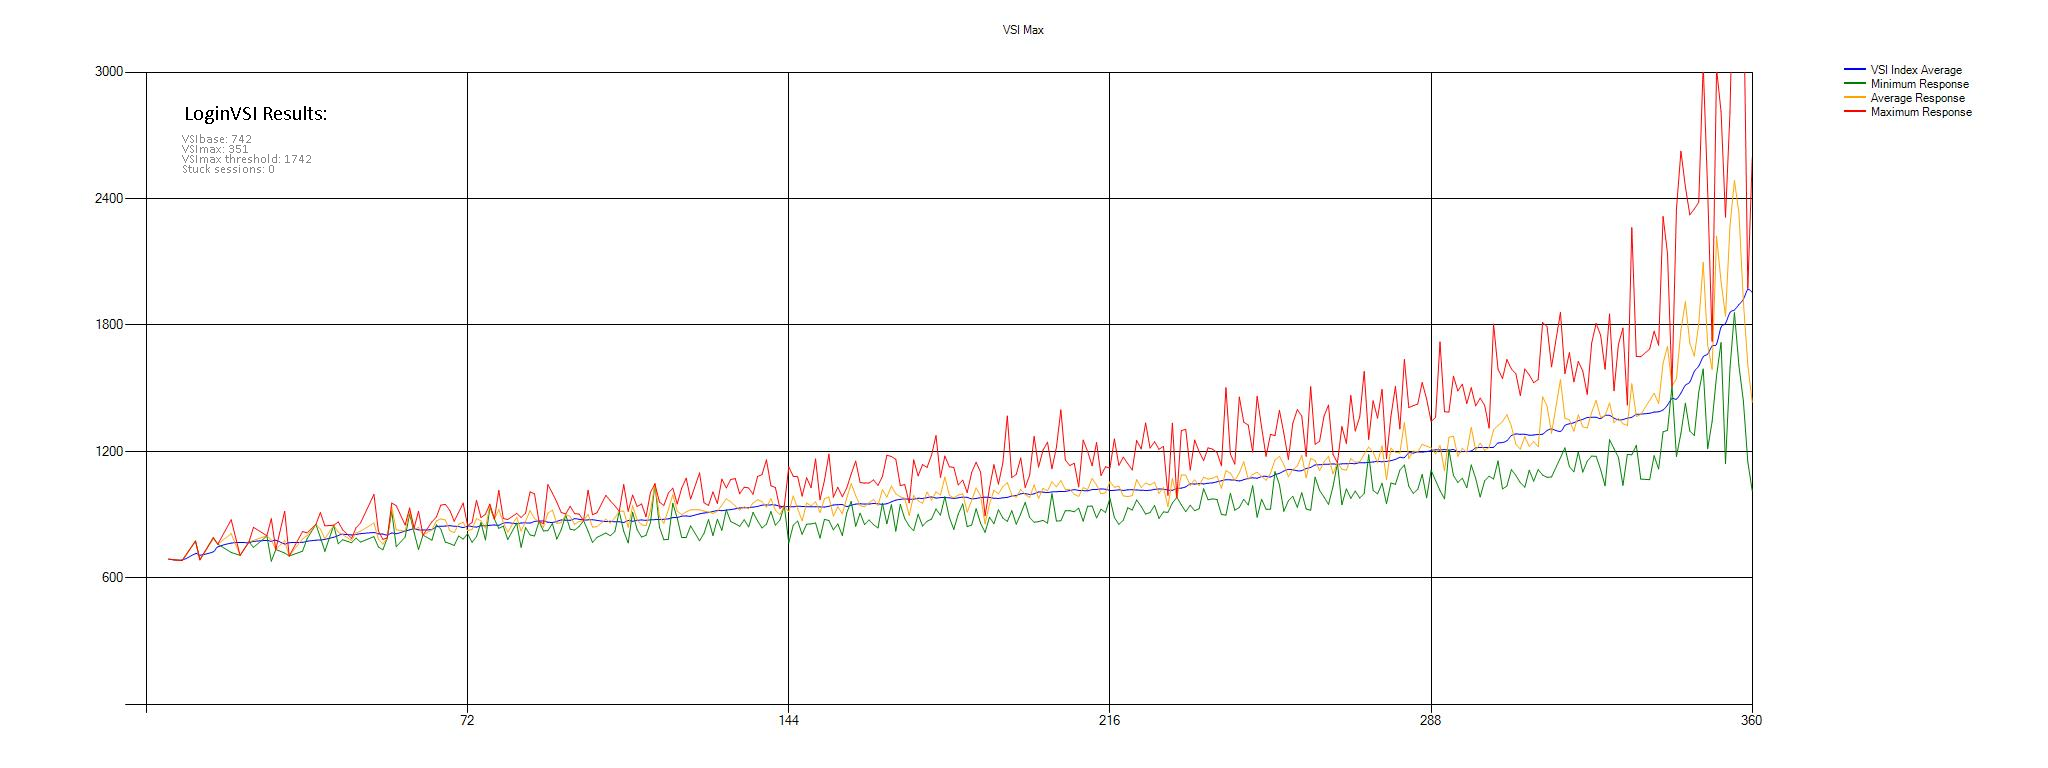 VSI Max
3000
2400
1800
1200
600
LoginVSI Results:
VSIbase: 742
VSImax: 351
VSImax threshold: 1742
Stuck sessions: 0
VSI Index Average
Minimum Response
Average Response
Maximum Response
72
144
216
288
360